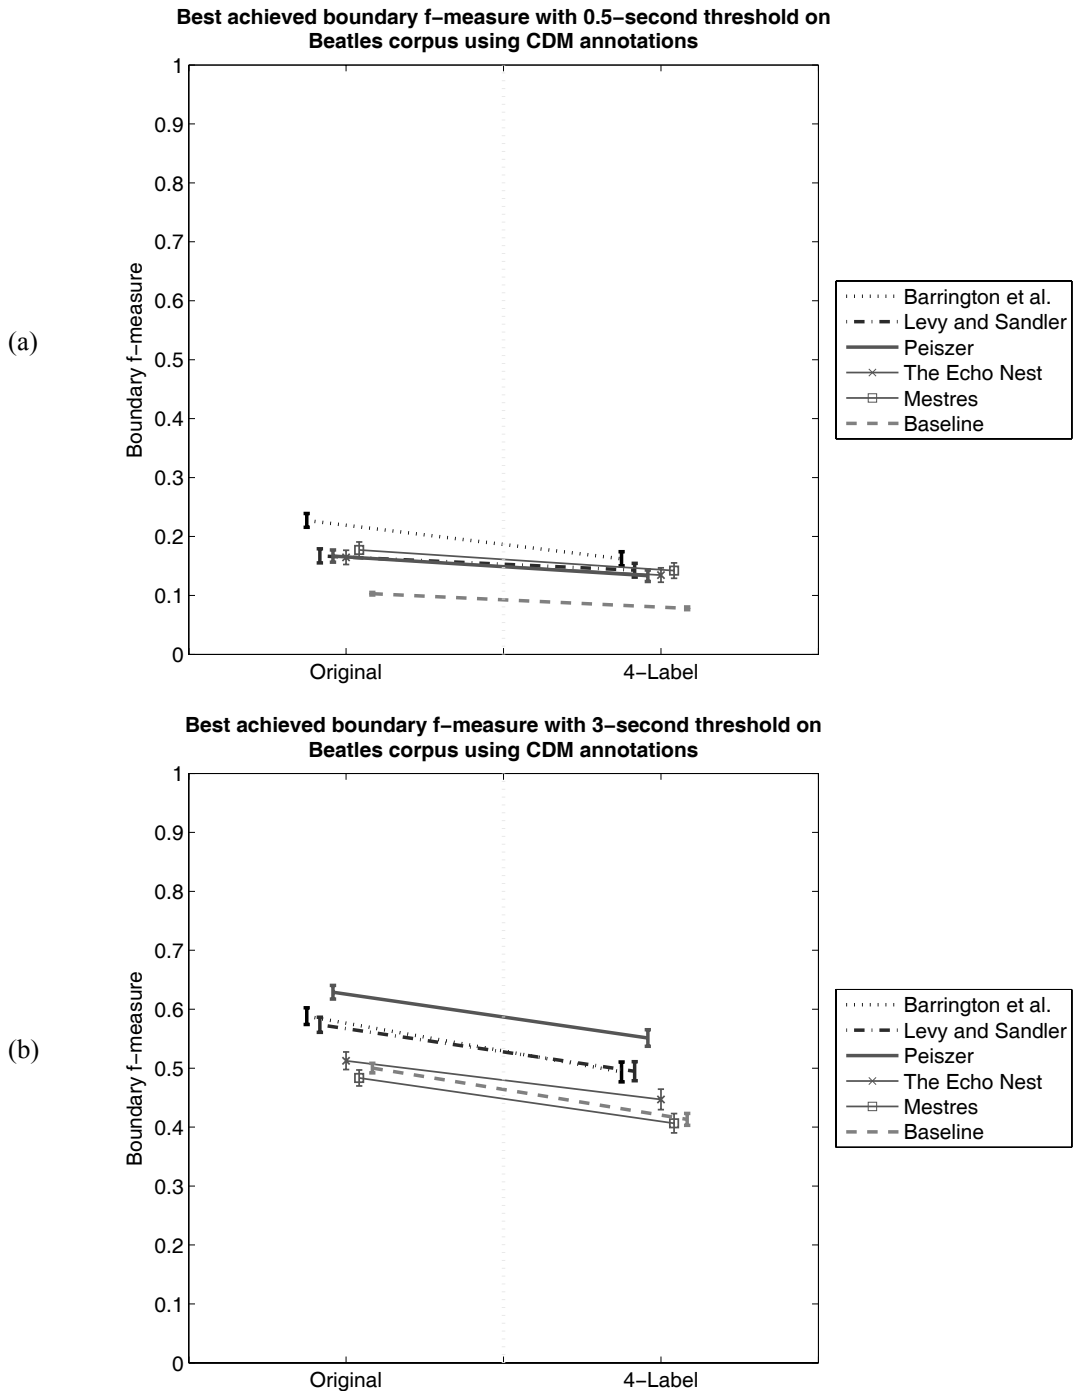 Best achieved boundary f−measure with 0.5−second threshold on
Beatles corpus using CDM annotations
(a)
Boundary f−measure
1
0.9
0.8
0.7
0.6
0.5
0.4
0.3
0.2
0.1
0
Original
4−Label
Barrington et al.
Levy and Sandler
Peiszer
The Echo Nest
Mestres
Baseline
Best achieved boundary f−measure with 3−second threshold on
Beatles corpus using CDM annotations
(b)
Boundary f−measure
1
0.9
0.8
0.7
0.6
0.5
0.4
0.3
0.2
0.1
0
Original
4−Label
Barrington et al.
Levy and Sandler
Peiszer
The Echo Nest
Mestres
Baseline